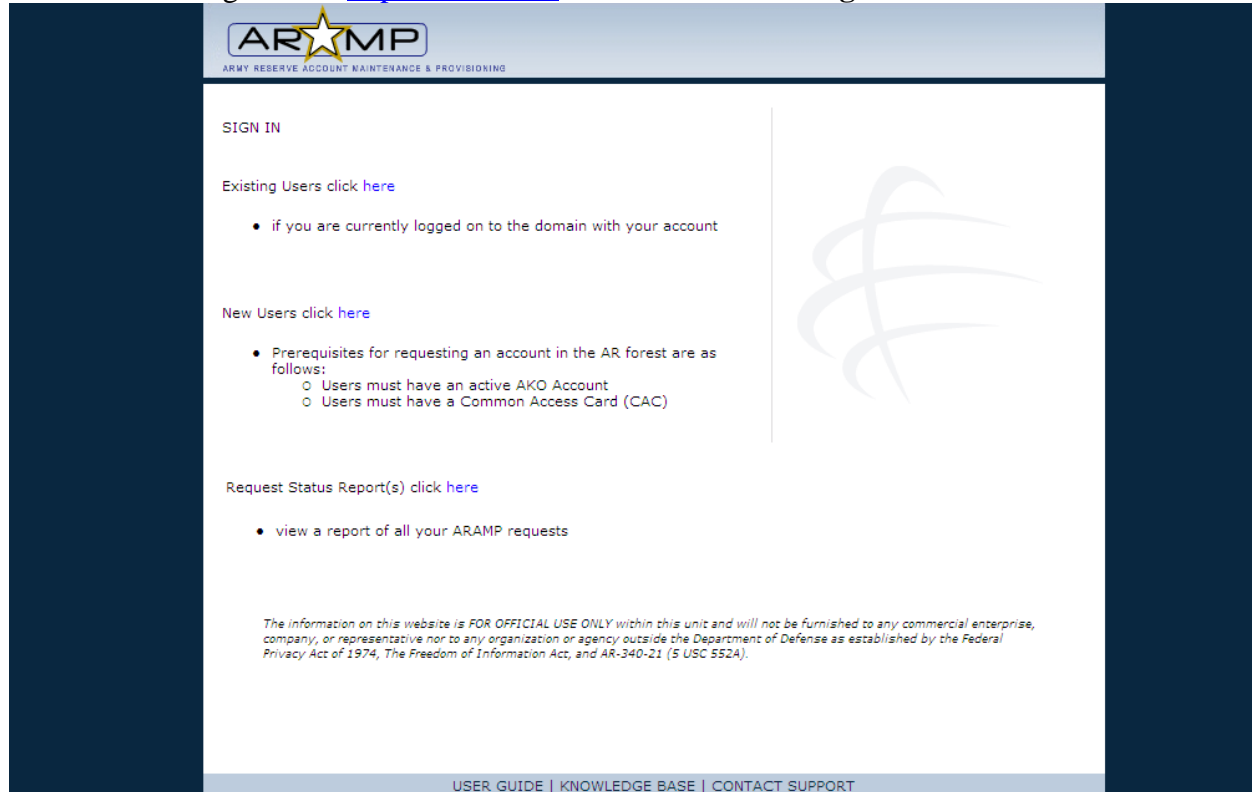 ARAMP
ARMY RESERVE ACCOUNT MAINTENANCE & PROVISIONING
SIGN IN
Existing Users click here
• if you are currently logged on to the domain with your account
New Users click here
• Prerequisites for requesting an account in the AR forest are as
follows:
o Users must have an active AKO Account
o Users must have a Common Access Card (CAC)
Request Status Report(s) click here
• view a report of all your ARAMP requests
The information on this website is FOR OFFICIAL USE ONLY within this unit and will not be furnished to any commercial enterprise,
company, or representative nor to any organization or agency outside the Department of Defense as established by the Federal
Privacy Act of 1974, The Freedom of Information Act, and AR-340-21 (5 USC 552A).
USER GUIDE | KNOWLEDGE BASE | CONTACT SUPPORT